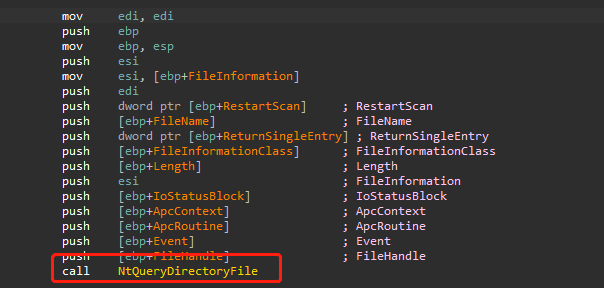 mov edi, edi
push ebp
mov ebp, esp
push esi
mov esi, [ebp+FileInformation]
push edi
push dword ptr [ebp+RestartScan] ; RestartScan
push [ebp+FileName] ; FileName
push dword ptr [ebp+ReturnSingleEntry] ; ReturnSingleEntry
push [ebp+FileInformationClass] ; FileInformationClass
push [ebp+Length] ; Length
push esi ; FileInformation
push [ebp+IoStatusBlock] ; IoStatusBlock
push [ebp+ApcContext] ; ApcContext
push [ebp+ApcRoutine] ; ApcRoutine
push [ebp+Event] ; Event
push [ebp+FileHandle] ; FileHandle
call NtQueryDirectoryFile